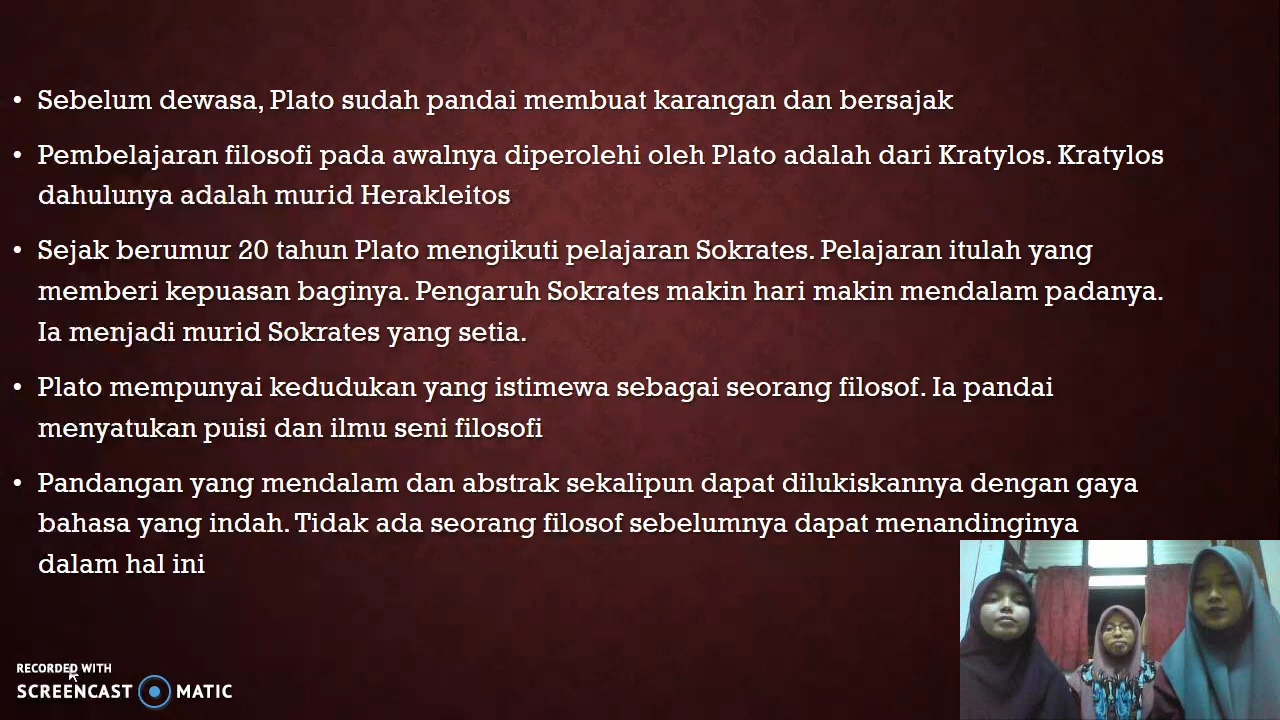 • Sebelum dewasa, Plato sudah pandai membuat karangan dan bersajak
• Pembelajaran filosofi pada awalnya diperolehi oleh Plato adalah dari Kratylos. Kratylos
dahulunya adalah murid Herakleitos
• Sejak berumur 20 tahun Plato mengikuti pelajaran Sokrates. Pelajaran itulah yang
memberi kepuasan baginya. Pengaruh Sokrates makin hari makin mendalam padanya.
Ia menjadi murid Sokrates yang setia.
• Plato mempunyai kedudukan yang istimewa sebagai seorang filosof. Ia pandai
menyatukan puisi dan ilmu seni filosofi
• Pandangan yang mendalam dan abstrak sekalipun dapat dilukiskannya dengan gaya
bahasa yang indah. Tidak ada seorang filosof sebelumnya dapat menandinginya
dalam hal ini
RECORDED WITH
SCREENCAST MATIC